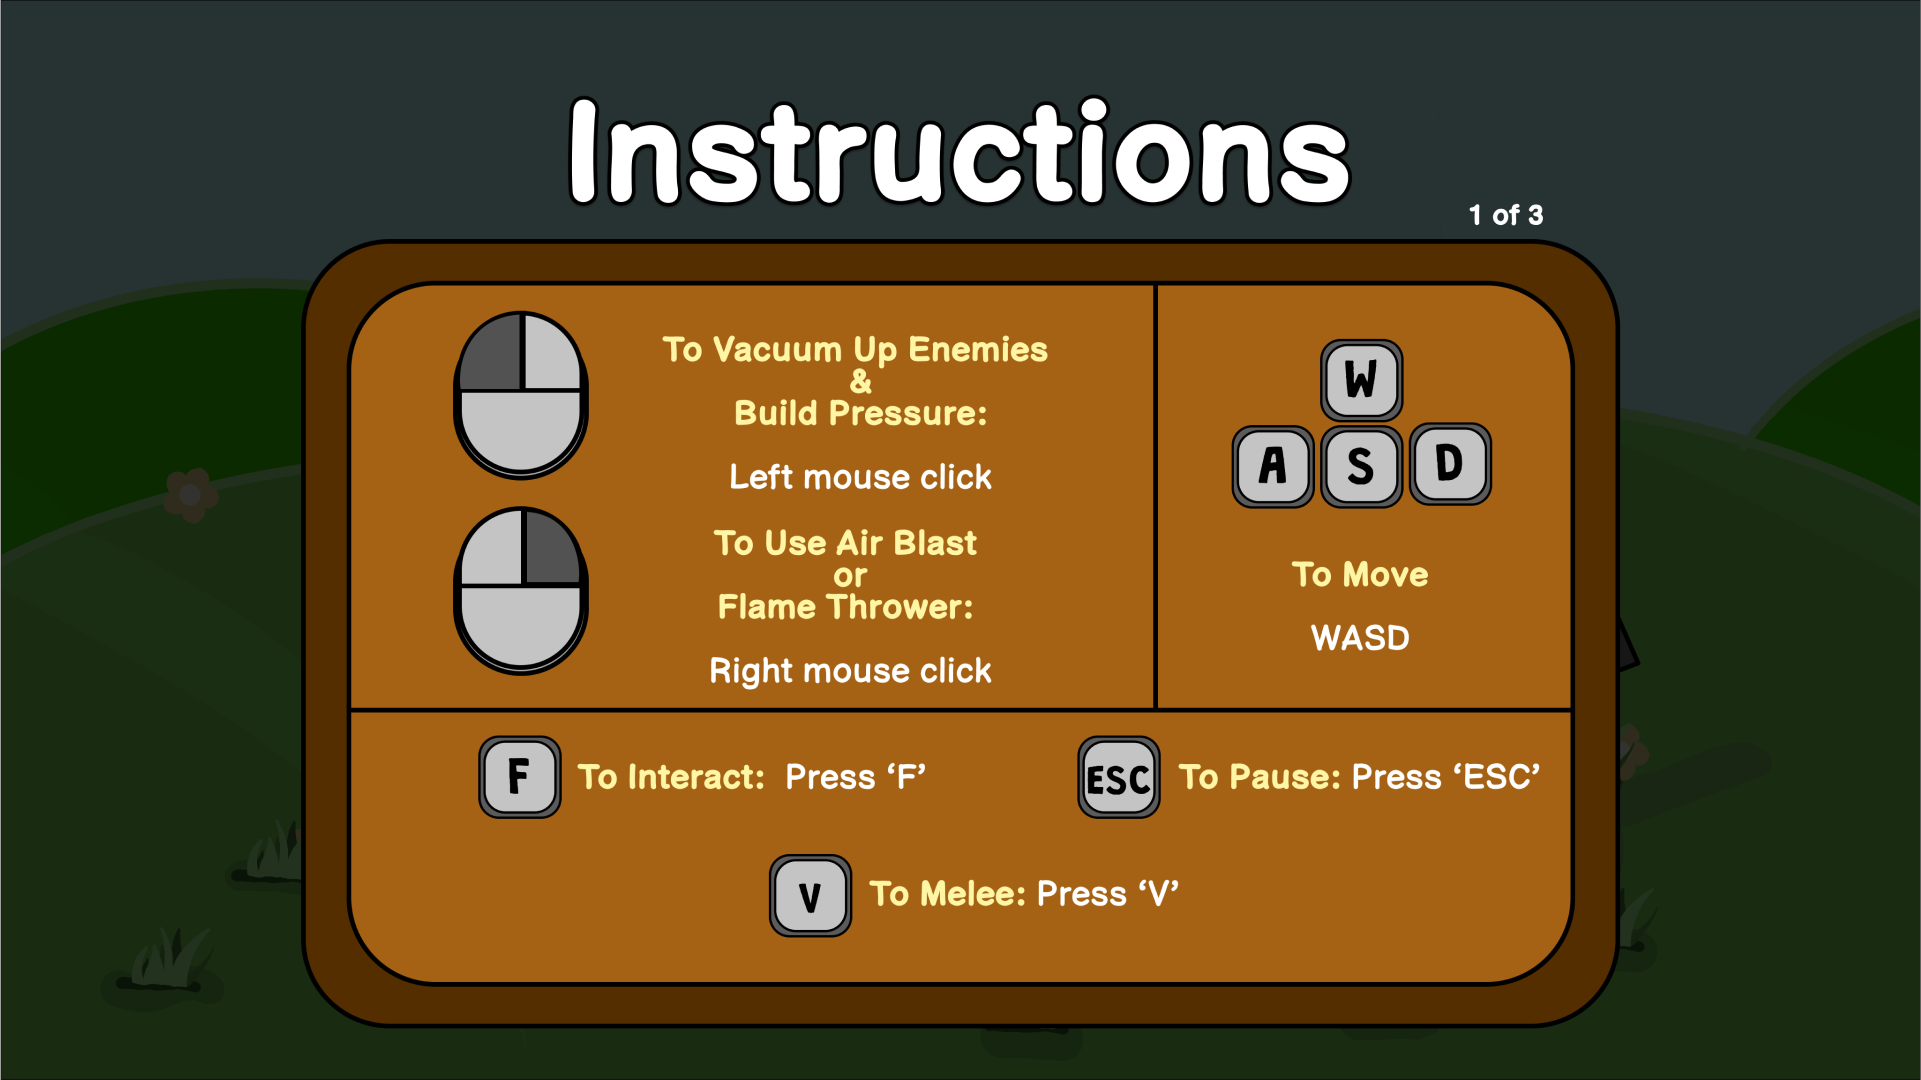 Instructions
1 of 3
To Vacuum Up Enemies
&
Build Pressure:
Left mouse click
To Use Air Blast
or
Flame Thrower:
Right mouse click
W
A S D
To Move
WASD
F To Interact: Press ‘F’
ESC To Pause: Press ‘ESC’
V To Melee: Press ‘V’